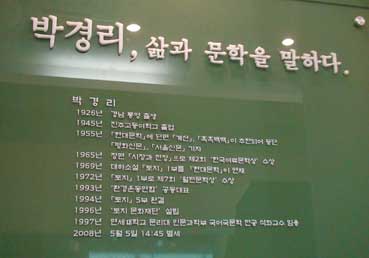 박경리, 삶과 문학을 말하다.
박 경 리
1926년 경남 통영 출생
1945년 진주고등여학교 졸업
1955년 『현대문학』에 단편 「계산」, 「흑흑백백」이 추천되어 등단
『평화신문』, 『서울신문』 기자
1965년 장편 『시장과 전장』으로 제2회 '한국여류문학상' 수상
1969년 대하소설 『토지』 1부를 『현대문학』에 연재
1972년 『토지』 1부로 제7회 '월탄문학상' 수상
1993년 '환경운동연합' 공동대표
1994년 『토지』 5부 완결
1996년 '토지 문화재단' 설립
1997년 연세대학교 문리대 인문과학부 국어국문학 전공 석좌교수 임용
2008년 5월 5일 14:45 별세